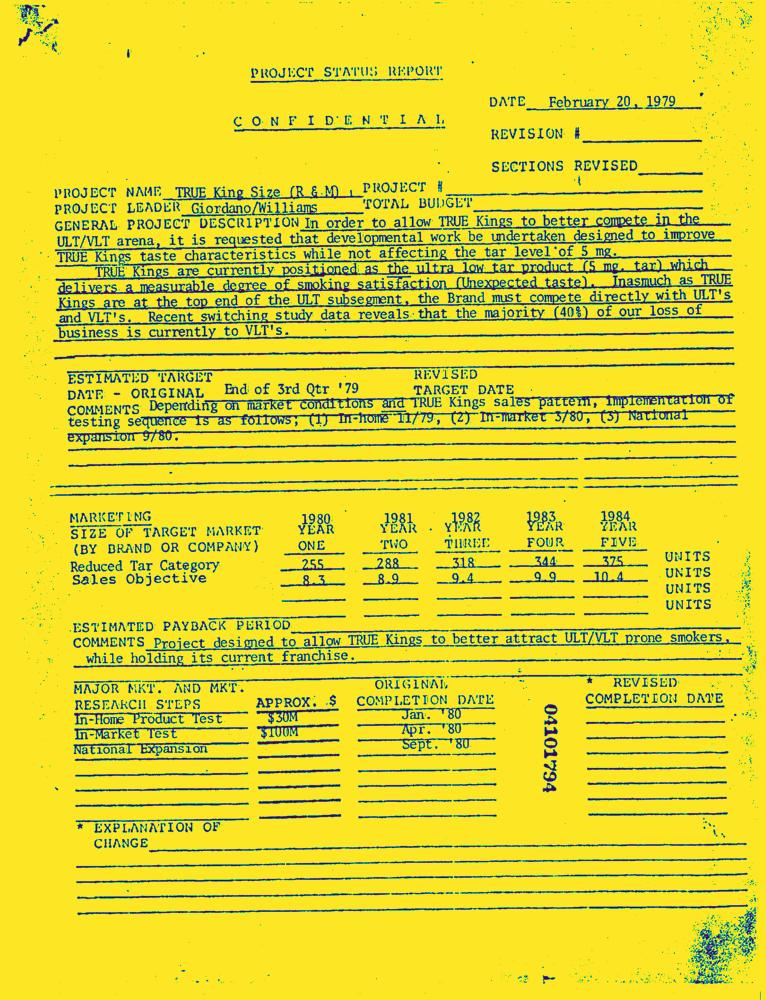 PROJECT STATUS REPORT
DATE February 20, 1979
CONFIDENTIAL
REVISION #
SECTIONS REVISED
PROJECT NAME TRUE King Size (R & M) PROJECT #
PROJECT LEADER Giordano/Williams TOTAL BUDGET
GENERAL PROJECT DESCRIPTION In order to allow TRUE Kings to better compete in the
ULT/VLT arena, it is requested that developmental work be undertaken designed to improve
TRUE Kings taste characteristics while not affecting the tar level of 5 mg.
TRUE Kings are currently positioned as the ultra low tar product (5 mg. tar) which
delivers a measurable degree of smoking satisfaction (Unexpected taste). Inasmuch as TRUE
Kings are at the top end of the ULT subsegment, the Brand must compete directly with ULT's
and VLT's. Recent switching study data reveals that the majority (40%) of our loss of
business is currently to VLT's.
ESTIMATED TARGET REVISED
DATE - ORIGINAL End of 3rd Qtr '79 TARGET DATE
COMMENTS Depending on market conditions and TRUE Kings sales pattern, implementation of
testing sequence is as follows; (1) In-home 11/79, (2) In-market 3/80, (3) National
expansion 9/80.
MARKETING 1980 1981 1982 1983 1984
SIZE OF TARGET MARKET YEAR YEAR YEAR YEAR YEAR
(BY BRAND OR COMPANY) ONE TWO THREE FOUR FIVE
Reduced Tar Category 255 288 318 344 375 UNITS
Sales Objective 8.3 8.9 9.4 9.9 10.4 UNITS
UNITS
UNITS
ESTIMATED PAYBACK PERIOD
COMMENTS Project designed to allow TRUE Kings to better attract ULT/VLT prone smokers,
while holding its current franchise.
MAJOR MKT. AND MKT. ORIGINAL * REVISED
RESEARCH STEPS APPROX. $ COMPLETION DATE COMPLETION DATE
In-Home Product Test $30M Jan. '80
In-Market Test $100M Apr. '80
National Expansion Sept. '80
04101794
* EXPLANATION OF
CHANGE